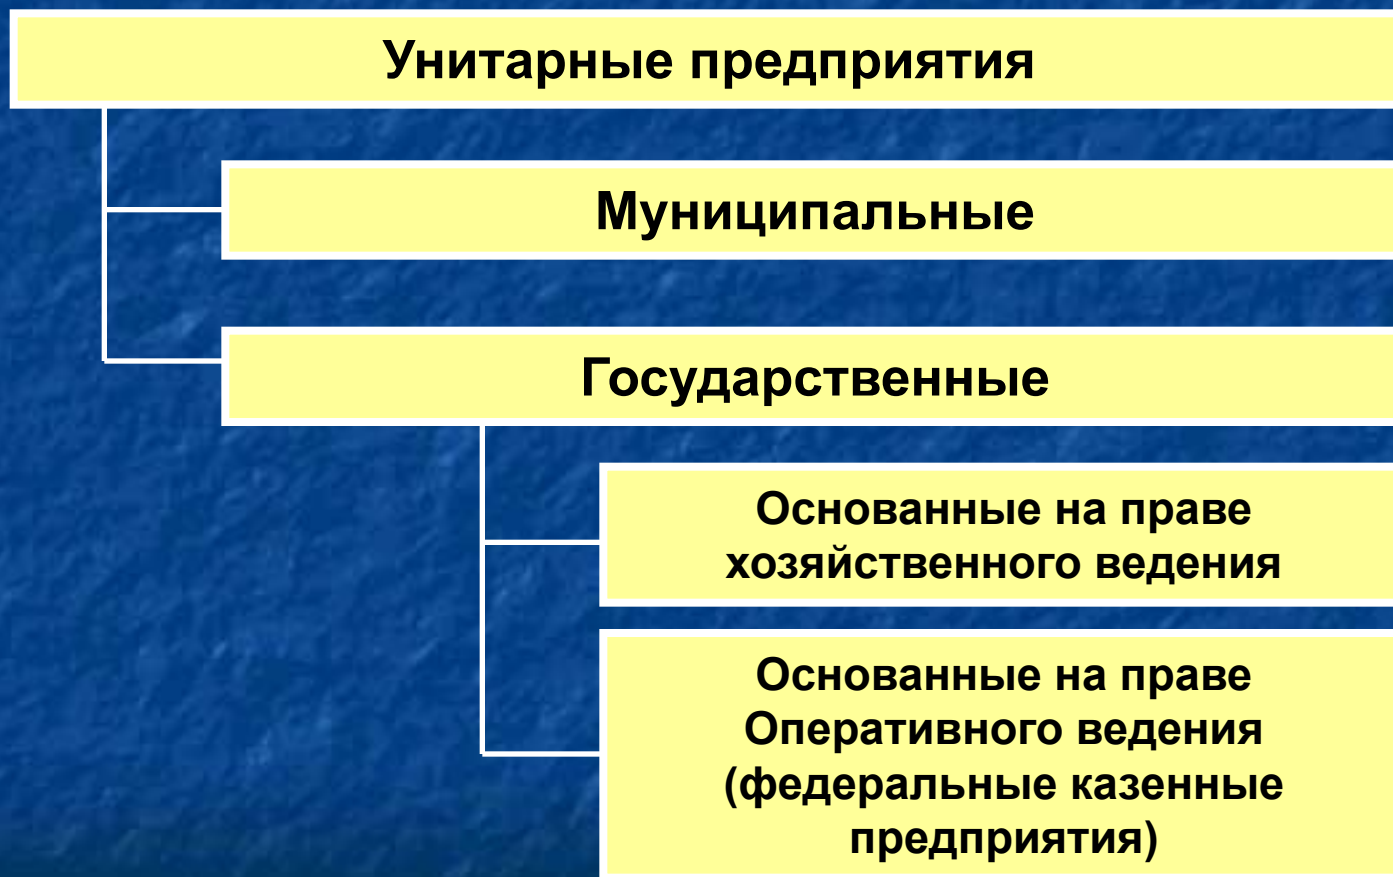 Унитарные предприятия
Муниципальные
Государственные
Основанные на праве
хозяйственного ведения
Основанные на праве
Оперативного ведения
(федеральные казенные
предприятия)